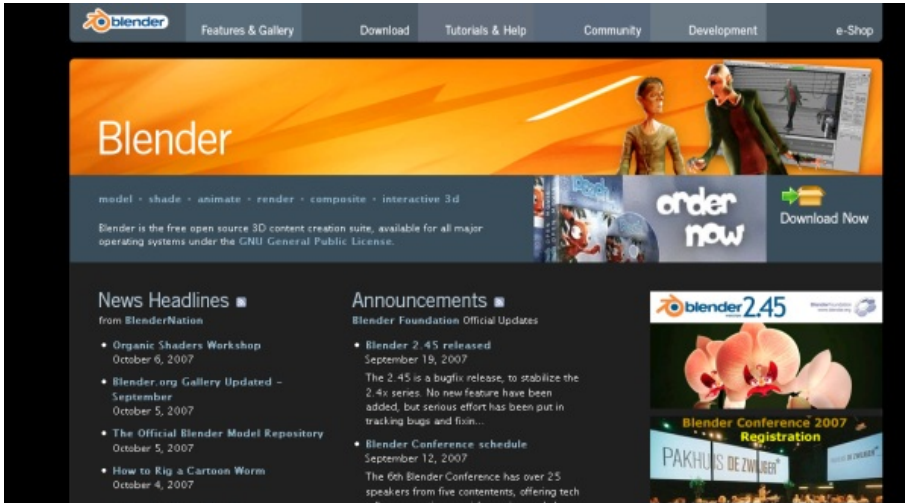 blender
Features & Gallery
Download
Tutorials & Help
Community
Development
e-Shop
Blender
model • shade • animate • render • composite • interactive 3d
Blender is the free open source 3D content creation suite, available for all major
operating systems under the GNU General Public License.
order
now
Download Now
News Headlines
from BlenderNation
• Organic Shaders Workshop
October 6, 2007
• Blender.org Gallery Updated –
September
October 5, 2007
• The Official Blender Model Repository
October 5, 2007
• How to Rig a Cartoon Worm
October 4, 2007
Announcements
Blender Foundation Official Updates
• Blender 2.45 released
September 19, 2007
The 2.45 is a bugfix release, to stabilize the
2.4x series. No new feature have been
added, but serious effort has been put in
tracking bugs and fixin...
• Blender Conference schedule
September 12, 2007
The 6th Blender Conference has over 25
speakers from five contentents, offering tech
blender 2.45
Blender Conference 2007
Registration
PAKHUIS DE ZWIJGER